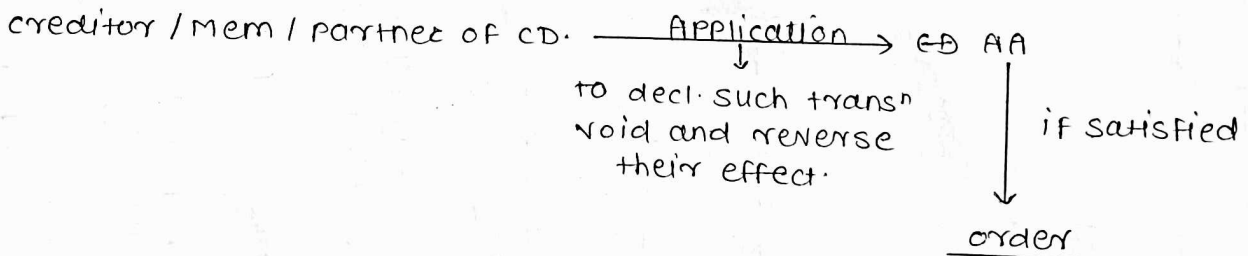 creditor / Mem / Partner of CD. Application → AA
to decl. such transⁿ
void and reverse
their effect.
if satisfied
order